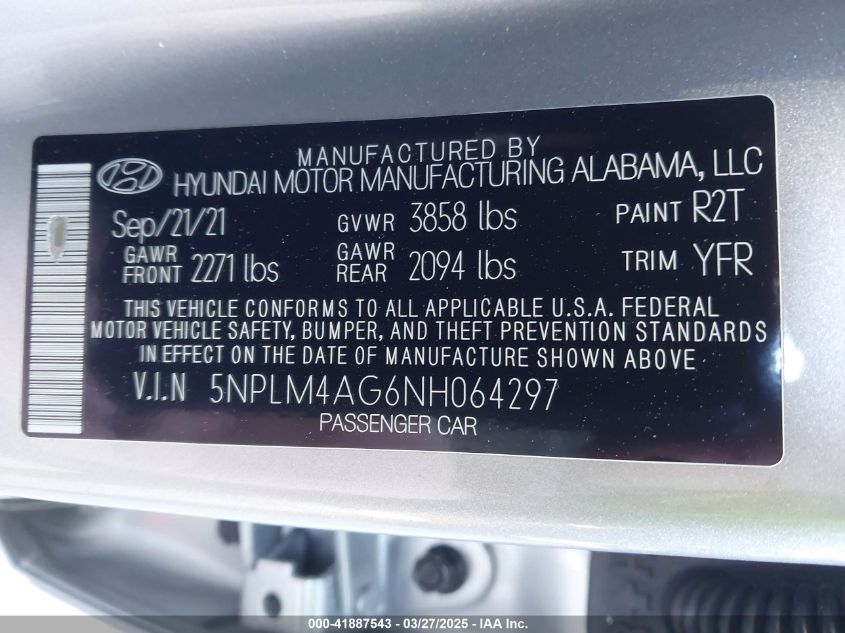 MANUFACTURED BY
HYUNDAI MOTOR MANUFACTURING ALABAMA, LLC
Sep/21/21 GVWR 3858 lbs PAINT R2T
GAWR FRONT 2271 lbs GAWR REAR 2094 lbs TRIM YFR
THIS VEHICLE CONFORMS TO ALL APPLICABLE U.S.A. FEDERAL
MOTOR VEHICLE SAFETY, BUMPER, AND THEFT PREVENTION STANDARDS
IN EFFECT ON THE DATE OF MANUFACTURE SHOWN ABOVE
V.I.N 5NPLM4AG6NH064297
PASSENGER CAR
000-41887543 - 03/27/2025 - IAA Inc.